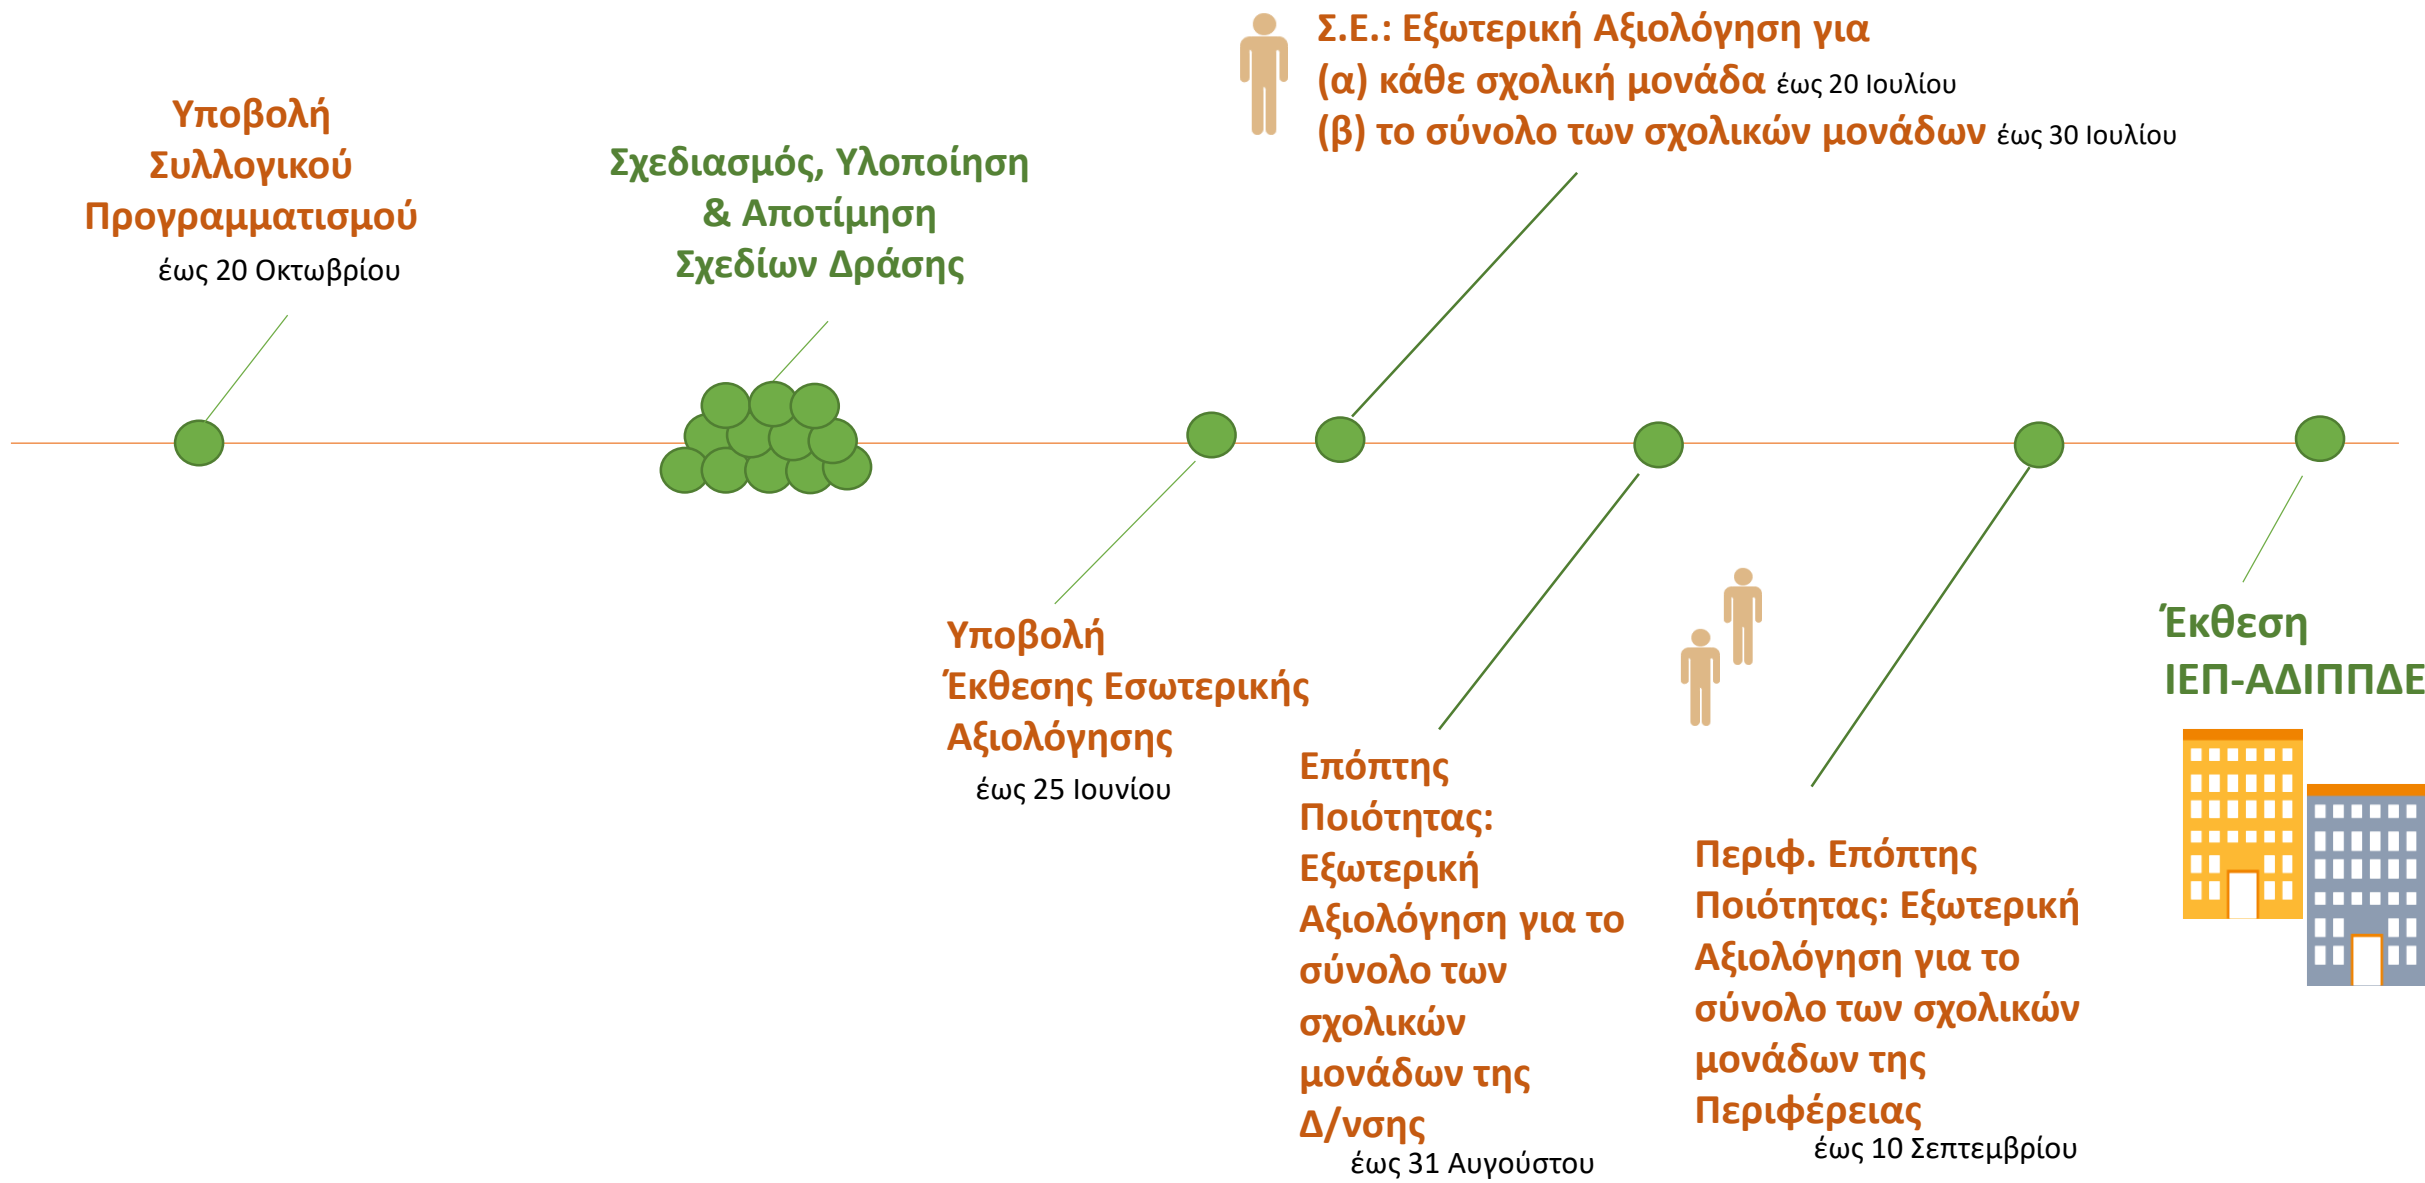 Υποβολή
Συλλογικού
Προγραμματισμού
έως 20 Οκτωβρίου
Σχεδιασμός, Υλοποίηση
& Αποτίμηση
Σχεδίων Δράσης
Σ.Ε.: Εξωτερική Αξιολόγηση για
(α) κάθε σχολική μονάδα έως 20 Ιουλίου
(β) το σύνολο των σχολικών μονάδων έως 30 Ιουλίου
Υποβολή
Έκθεσης Εσωτερικής
Αξιολόγησης
έως 25 Ιουνίου
Επόπτης
Ποιότητας:
Εξωτερική
Αξιολόγηση για το
σύνολο των
σχολικών
μονάδων της
Δ/νσης
έως 31 Αυγούστου
Περιφ. Επόπτης
Ποιότητας: Εξωτερική
Αξιολόγηση για το
σύνολο των σχολικών
μονάδων της
Περιφέρειας
έως 10 Σεπτεμβρίου
Έκθεση
ΙΕΠ-ΑΔΙΠΠΔΕ